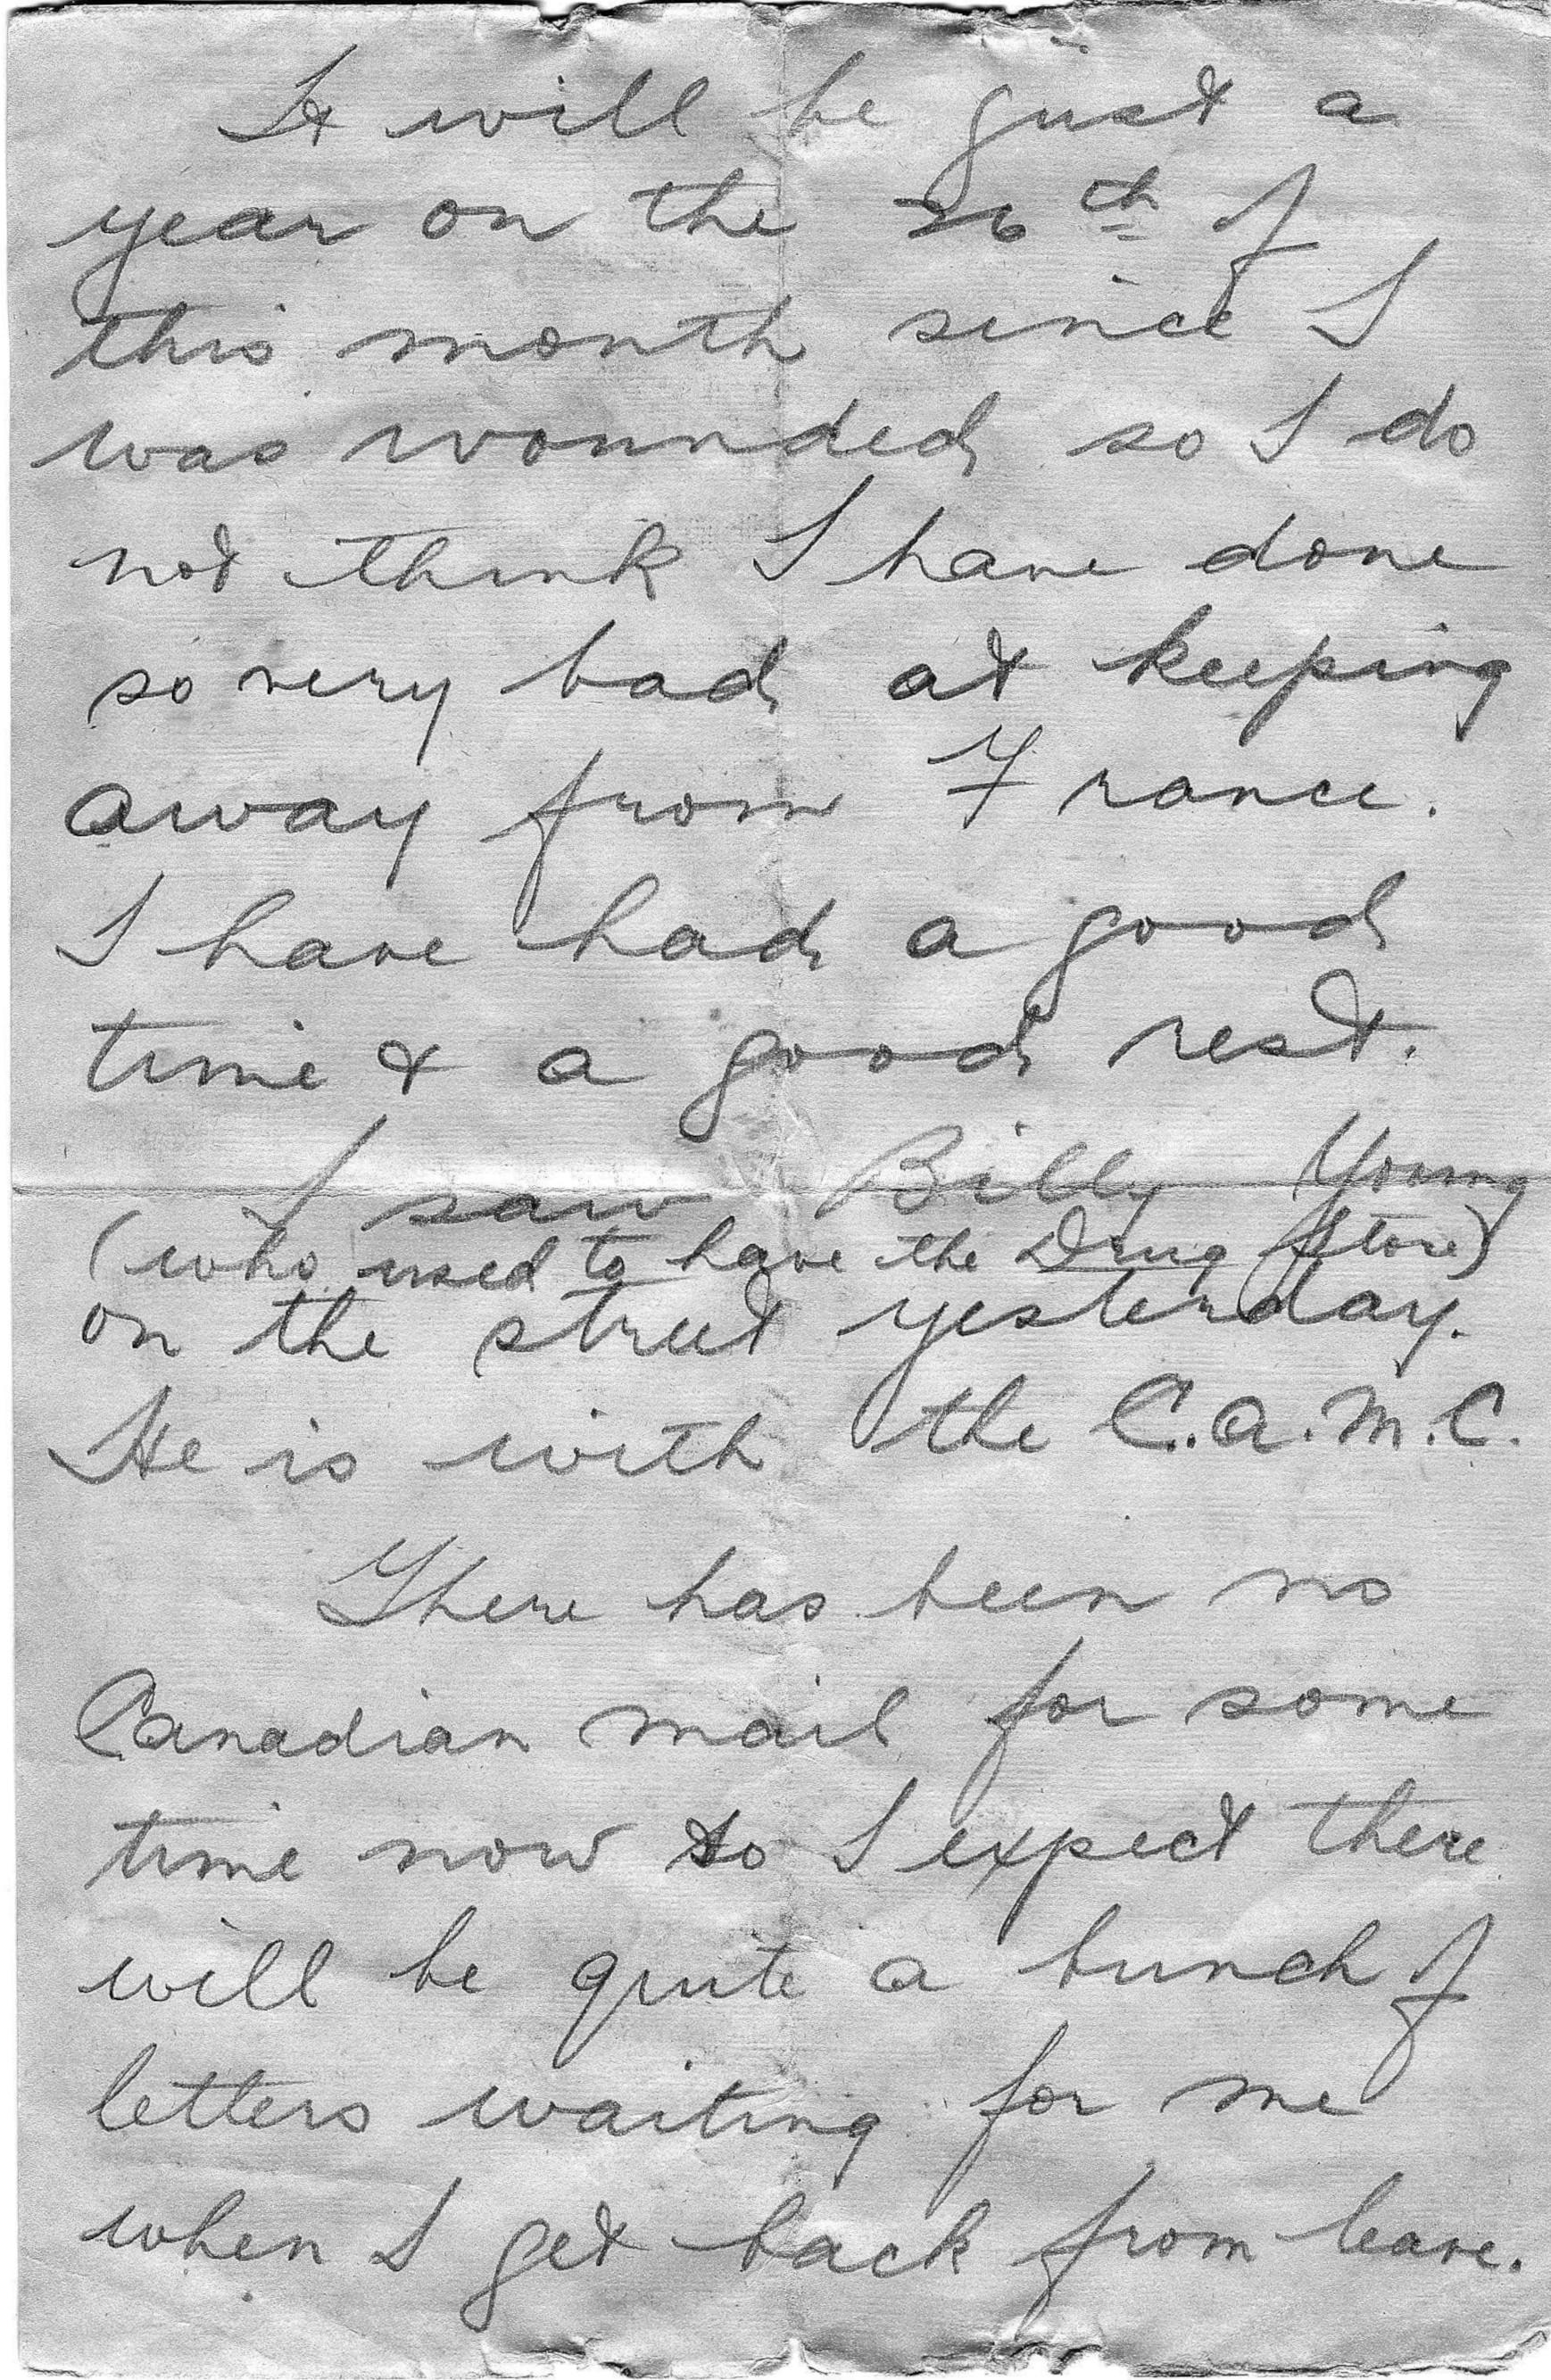 It will be just a
year on the 26th of
this month since I
was wounded so I do
not think I have done
so very bad at keeping
away from France.
I have had a good
time & a good rest.
I saw Billy Young
(who used to have the Drug Store)
on the street yesterday.
He is with the C.A.M.C.
There has been no
Canadian mail for some
time now so I expect there
will be quite a bunch of
letters waiting for me
when I get back from leave.